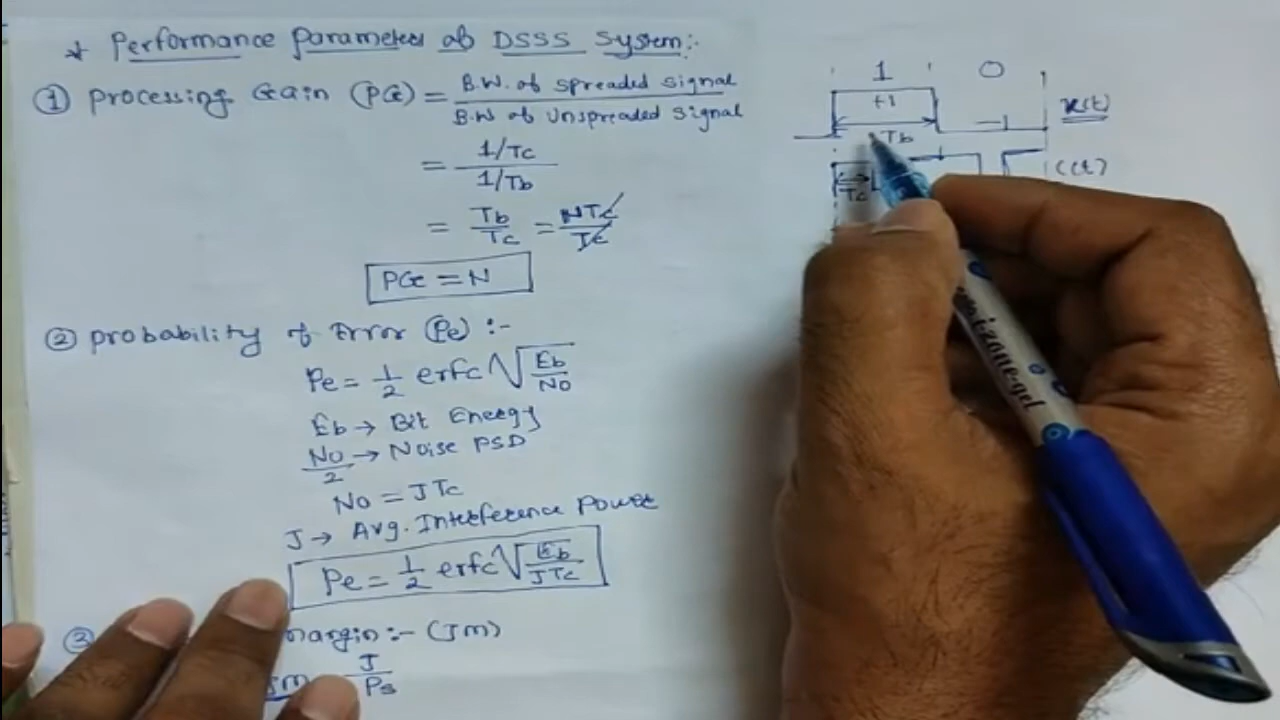 * Performance Parameters of DSSS System:-
① Processing Gain (PG) = B.W. of Spreaded Signal / B.W of Unspreaded Signal
= 1/Tc / 1/Tb
= Tb/Tc = NTc/Tc
PG = N
② Probability of Error (Pe) :-
Pe = 1/2 erfc √Eb/No
Eb → Bit Energy
No/2 → Noise PSD
No = JTc
J → Avg. Interference Power
Pe = 1/2 erfc √Eb/JTc
③ margin:- (JM)
JM J/Ps
1 0
+1 x(t)
Tb
c(t)
Tc